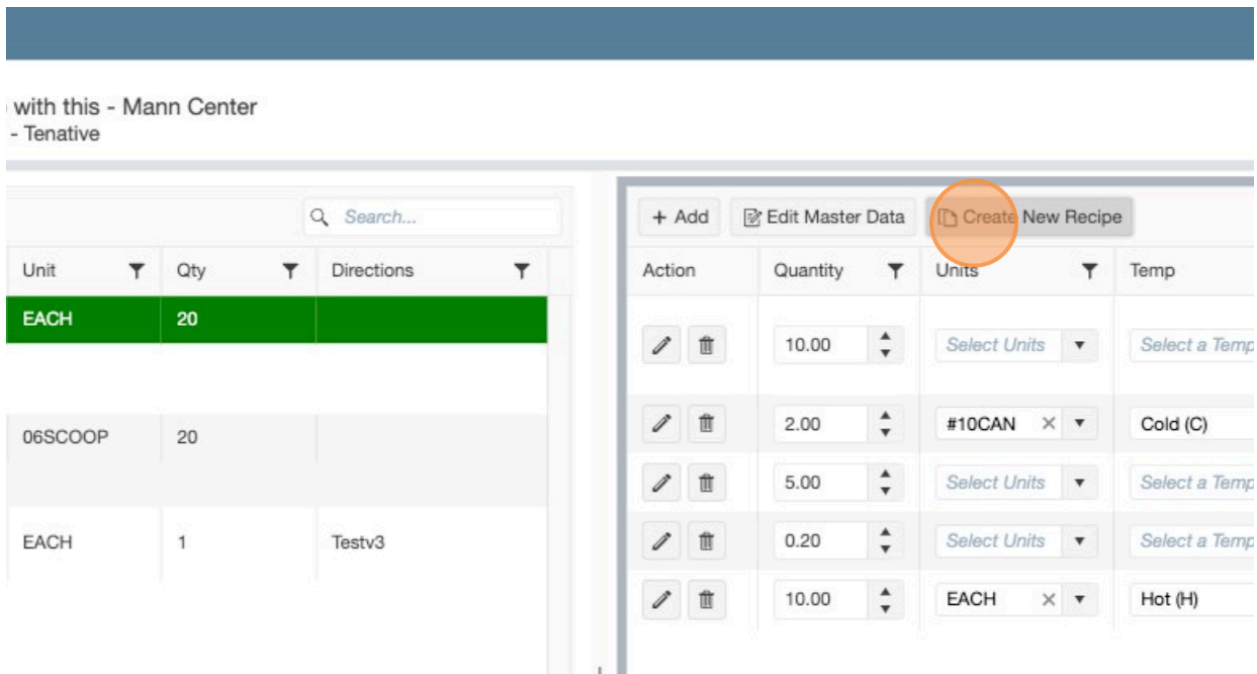 with this - Mann Center
- Tenative
Search...
Unit Qty Directions
EACH 20
06SCOOP 20
EACH 1 Testv3
+ Add Edit Master Data Create New Recipe
Action Quantity Units Temp
10.00 Select Units Select a Temp
2.00 #10CAN Cold (C)
5.00 Select Units Select a Temp
0.20 Select Units Select a Temp
10.00 EACH Hot (H)